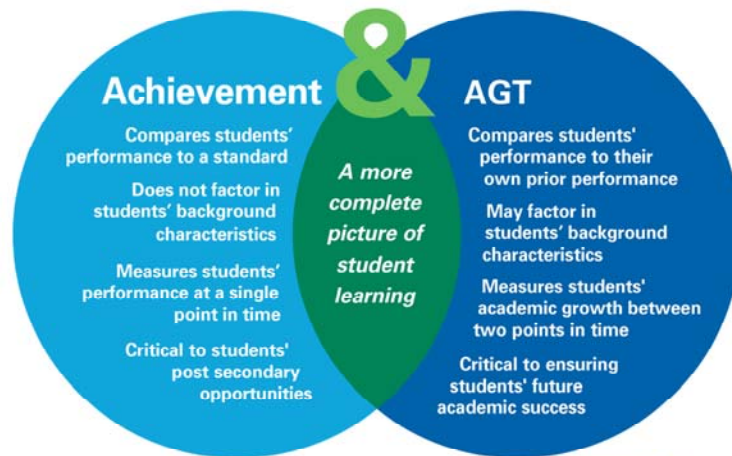 &
Achievement
Compares students’
performance to a standard
Does not factor in
students’ background
characteristics
Measures students’
performance at a single
point in time
Critical to students'
post secondary
opportunities
A more
complete
picture of
student
learning
AGT
Compares students'
performance to their
own prior performance
May factor in
students’ background
characteristics
Measures students'
academic growth between
two points in time
Critical to ensuring
students' future
academic success